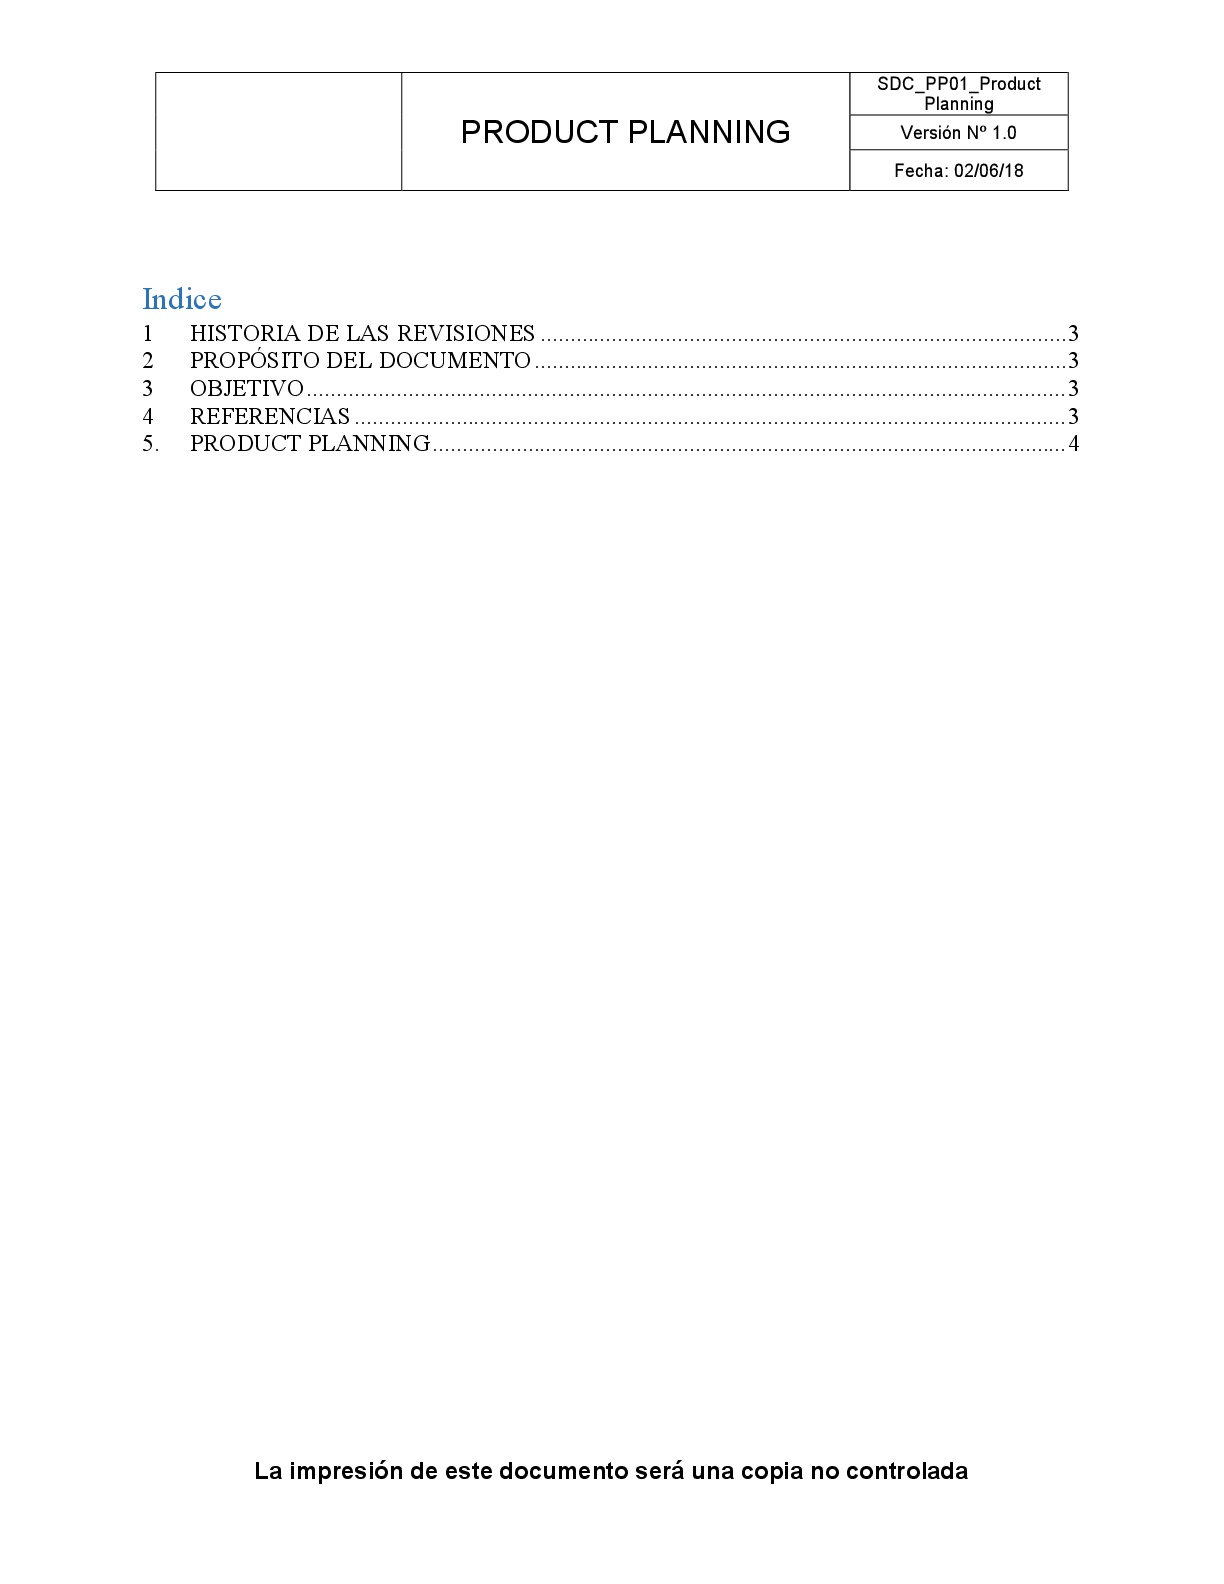 PRODUCT PLANNING
SDC_PP01_Product
Planning
Versión Nº 1.0
Fecha: 02/06/18
Indice
1 HISTORIA DE LAS REVISIONES ........................................................................................ 3
2 PROPÓSITO DEL DOCUMENTO ......................................................................................... 3
3 OBJETIVO ............................................................................................................................... 3
4 REFERENCIAS ....................................................................................................................... 3
5. PRODUCT PLANNING .......................................................................................................... 4
La impresión de este documento será una copia no controlada